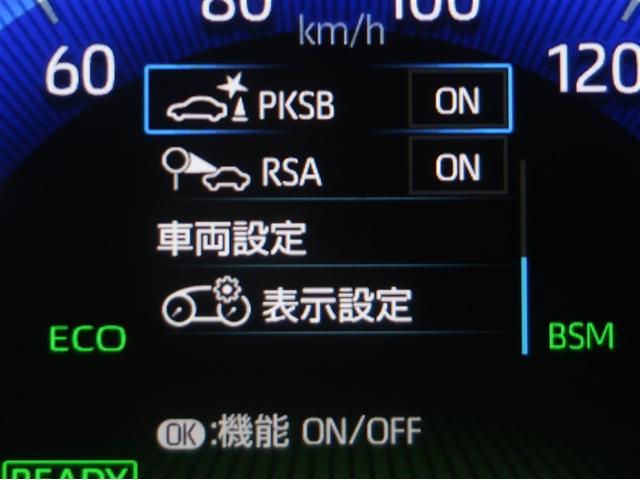 80 100
km/h
60 120
PKSB ON
RSA ON
車両設定
表示設定
ECO BSM
OK:機能 ON/OFF
READY